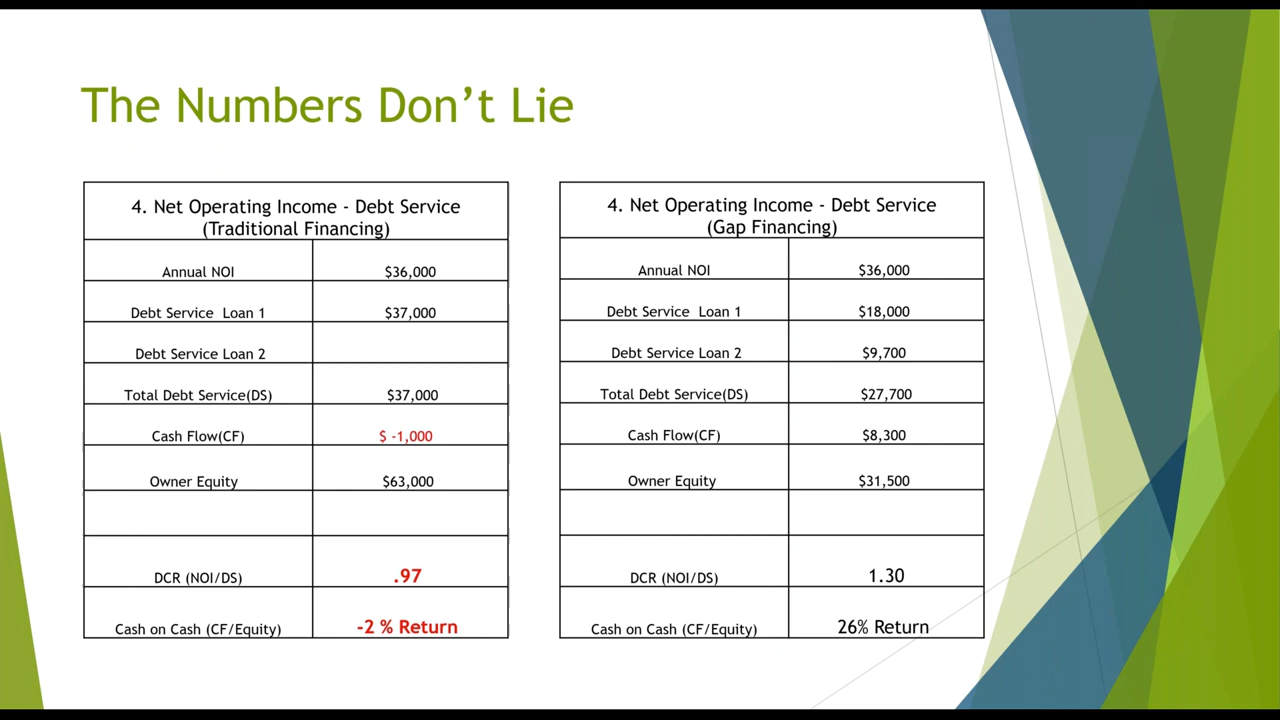 The Numbers Don’t Lie
4. Net Operating Income - Debt Service
(Traditional Financing)
Annual NOI $36,000
Debt Service  Loan 1 $37,000
Debt Service Loan 2
Total Debt Service(DS) $37,000
Cash Flow(CF) $ -1,000
Owner Equity $63,000
DCR (NOI/DS) .97
Cash on Cash (CF/Equity) -2 % Return
4. Net Operating Income - Debt Service
(Gap Financing)
Annual NOI $36,000
Debt Service  Loan 1 $18,000
Debt Service Loan 2 $9,700
Total Debt Service(DS) $27,700
Cash Flow(CF) $8,300
Owner Equity $31,500
DCR (NOI/DS) 1.30
Cash on Cash (CF/Equity) 26% Return